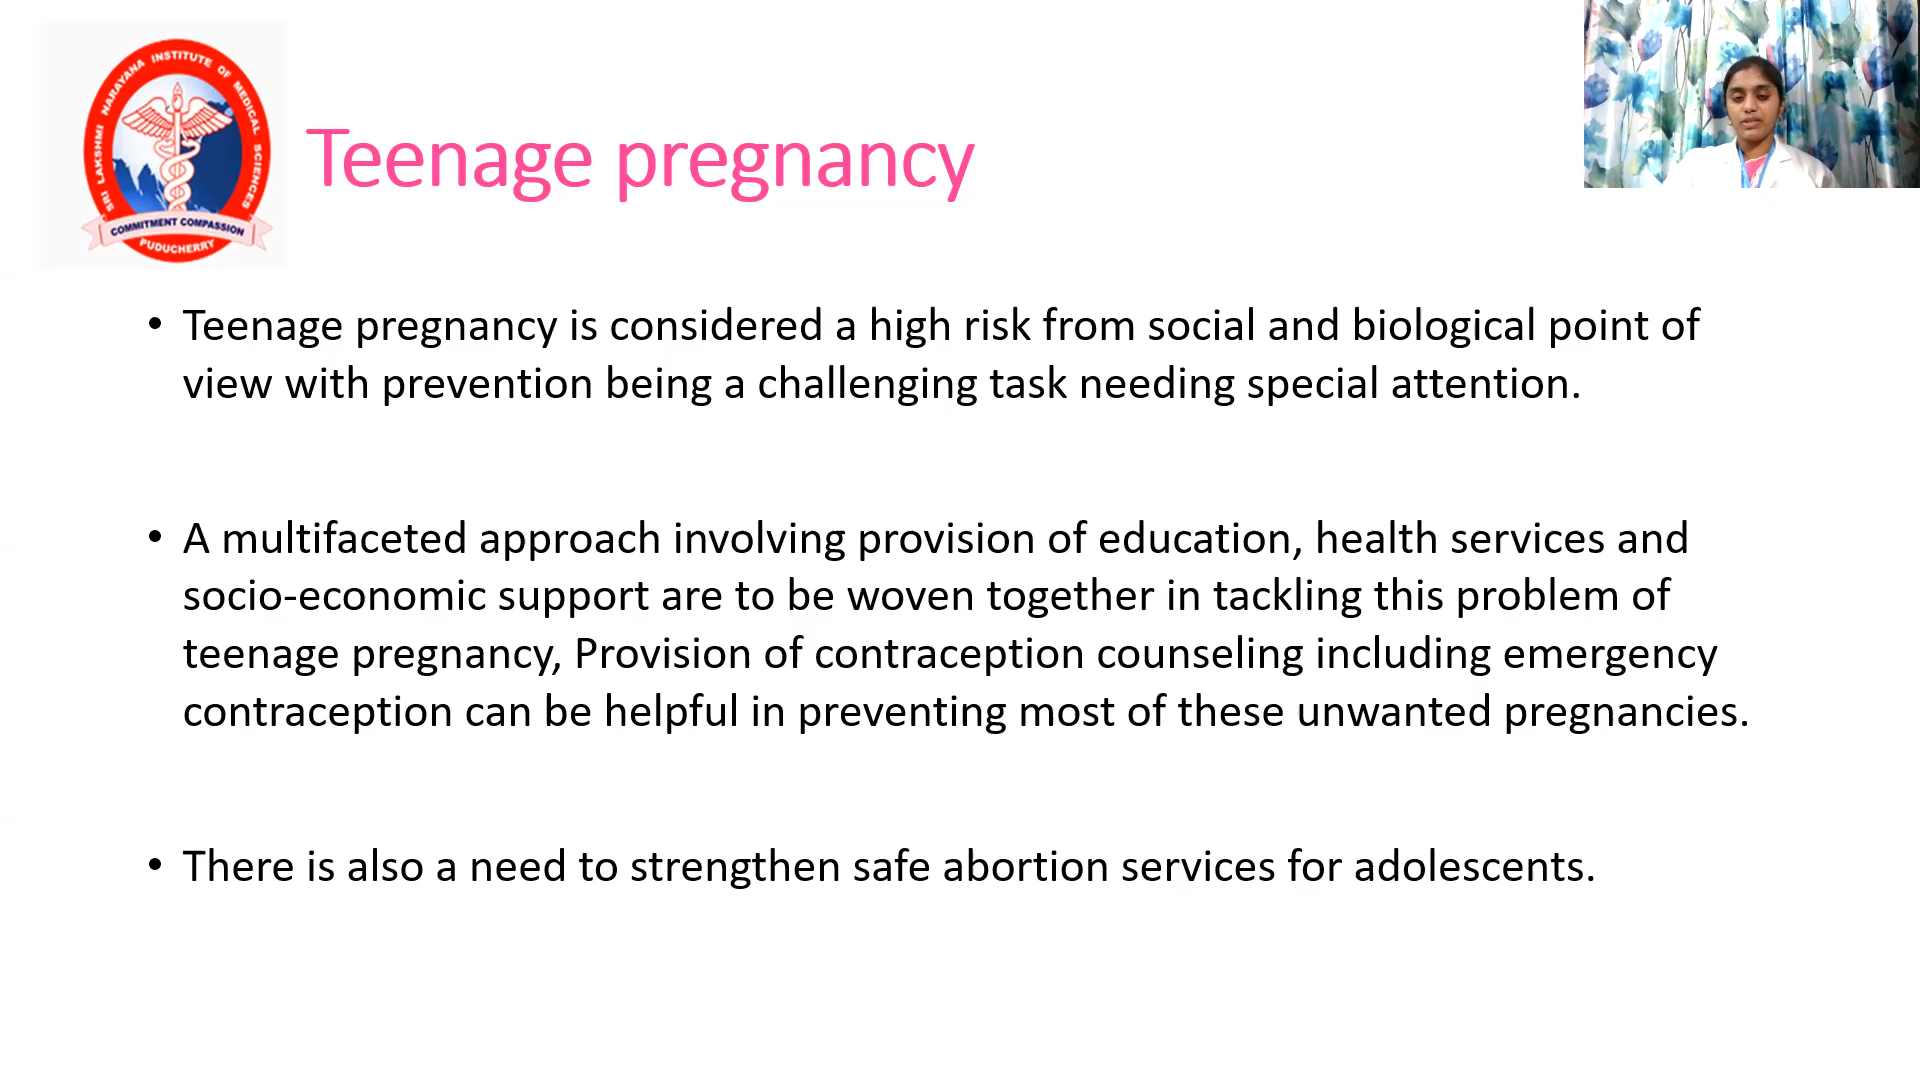 SRI LAKSHMI NARAYANA INSTITUTE OF MEDICAL SCIENCES
COMMITMENT COMPASSION
PUDUCHERRY
Teenage pregnancy
• Teenage pregnancy is considered a high risk from social and biological point of
view with prevention being a challenging task needing special attention.
• A multifaceted approach involving provision of education, health services and
socio-economic support are to be woven together in tackling this problem of
teenage pregnancy, Provision of contraception counseling including emergency
contraception can be helpful in preventing most of these unwanted pregnancies.
• There is also a need to strengthen safe abortion services for adolescents.